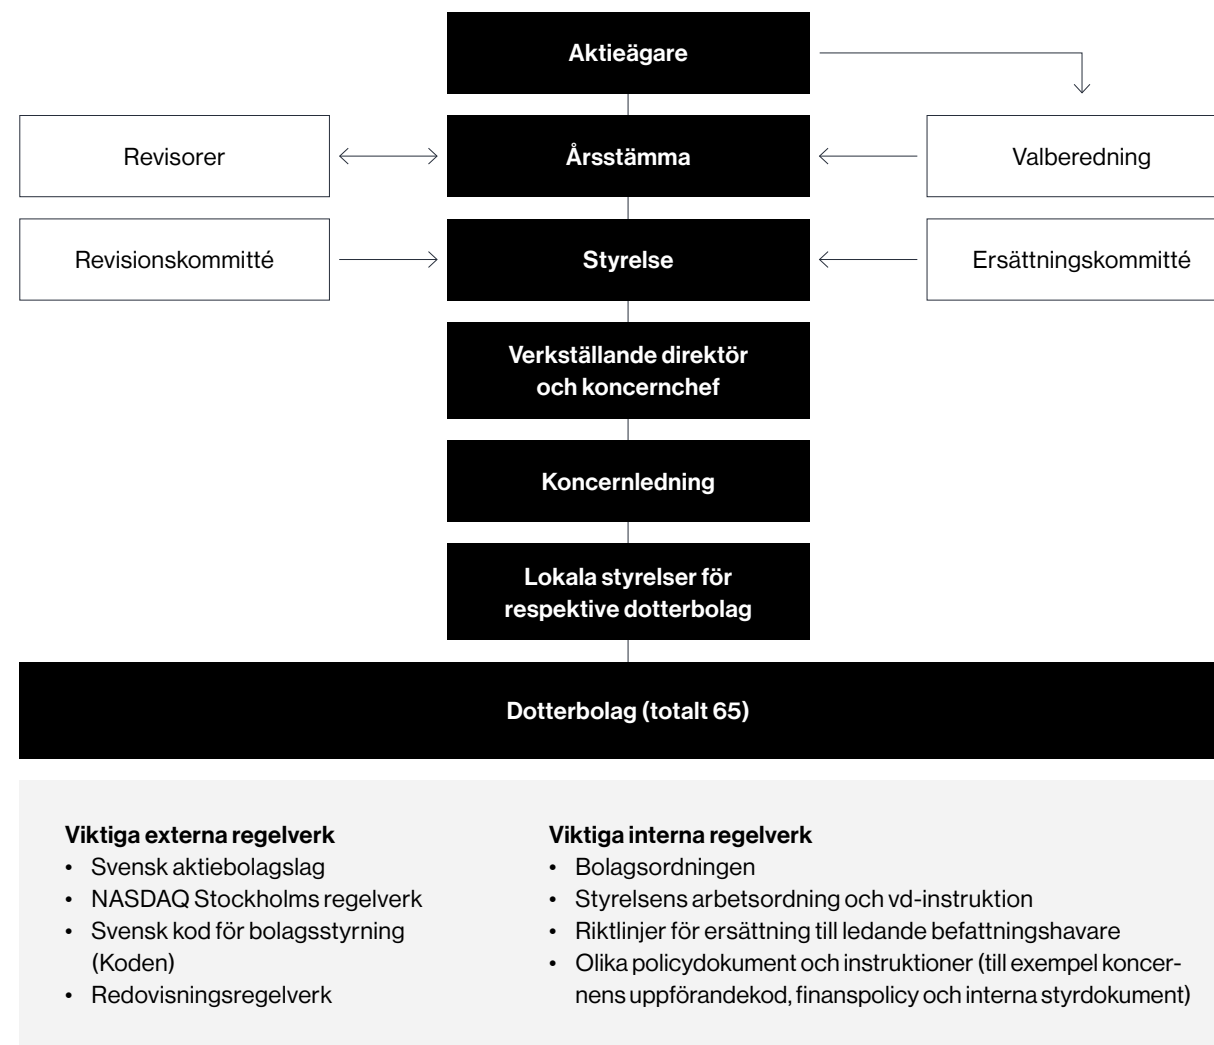 Aktieägare
Revisorer
Årsstämma
Valberedning
Revisionskommitté
Styrelse
Ersättningskommitté
Verkställande direktör
och koncernchef
Koncernledning
Lokala styrelser för
respektive dotterbolag
Dotterbolag (totalt 65)
Viktiga externa regelverk
• Svensk aktiebolagslag
• NASDAQ Stockholms regelverk
• Svensk kod för bolagsstyrning
(Koden)
• Redovisningsregelverk
Viktiga interna regelverk
• Bolagsordningen
• Styrelsens arbetsordning och vd-instruktion
• Riktlinjer för ersättning till ledande befattningshavare
• Olika policydokument och instruktioner (till exempel koncer-
nens uppförandekod, finanspolicy och interna styrdokument)